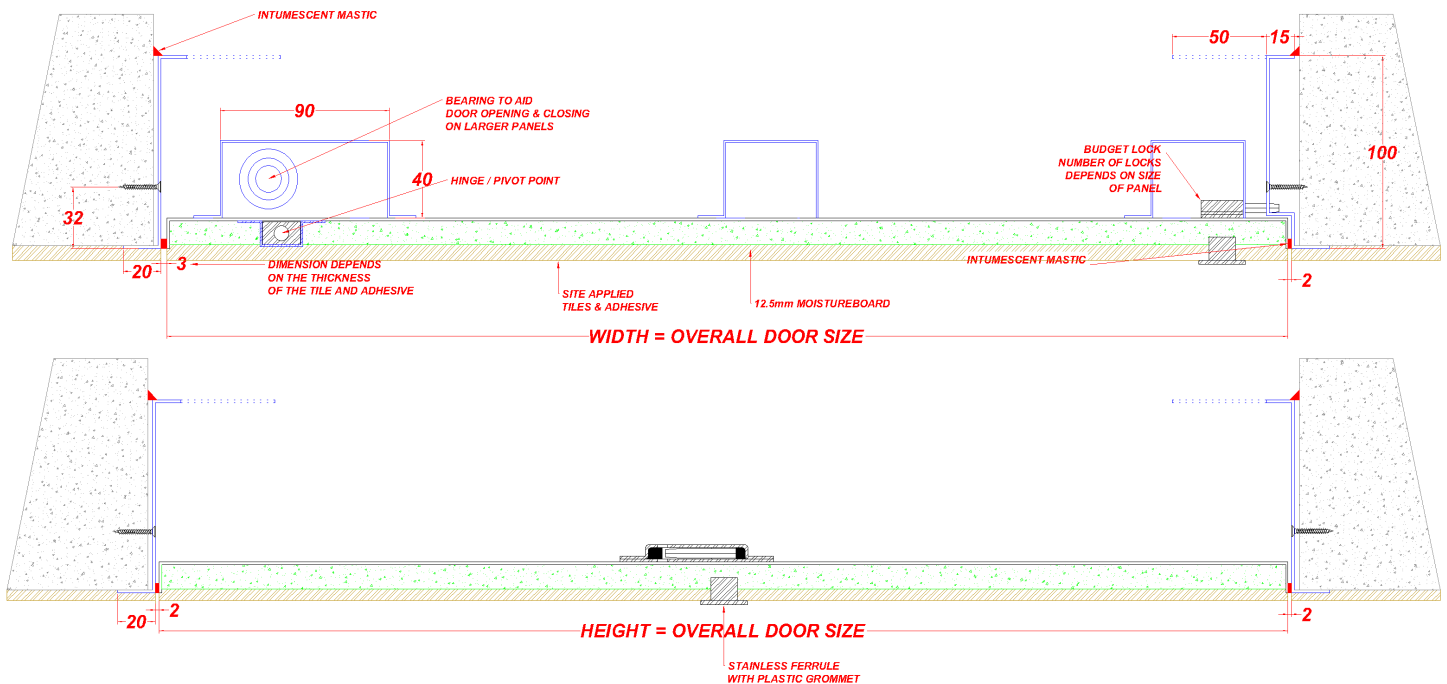 INTUMESCENT MASTIC
50
15
90
BEARING TO AID
DOOR OPENING & CLOSING
ON LARGER PANELS
BUDGET LOCK
NUMBER OF LOCKS
DEPENDS ON SIZE
OF PANEL
100
40
HINGE / PIVOT POINT
32
20
3
DIMENSION DEPENDS
ON THE THICKNESS
OF THE TILE AND ADHESIVE
INTUMESCENT MASTIC
2
SITE APPLIED
TILES & ADHESIVE
12.5mm MOISTUREBOARD
WIDTH = OVERALL DOOR SIZE
20
2
2
HEIGHT = OVERALL DOOR SIZE
STAINLESS FERRULE
WITH PLASTIC GROMMET